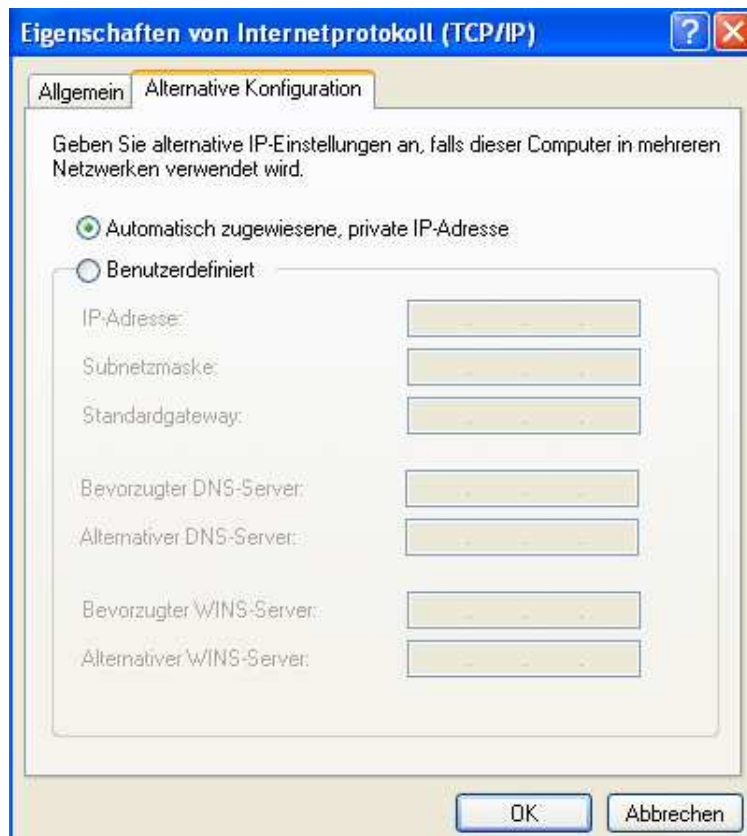 Eigenschaften von Internetprotokoll (TCP/IP)
Allgemein
Alternative Konfiguration
Geben Sie alternative IP-Einstellungen an, falls dieser Computer in mehreren
Netzwerken verwendet wird.
Automatisch zugewiesene, private IP-Adresse
Benutzerdefiniert
IP-Adresse:
Subnetzmaske:
Standardgateway:
Bevorzugter DNS-Server:
Alternativer DNS-Server:
Bevorzugter WINS-Server:
Alternativer WINS-Server:
OK
Abbrechen